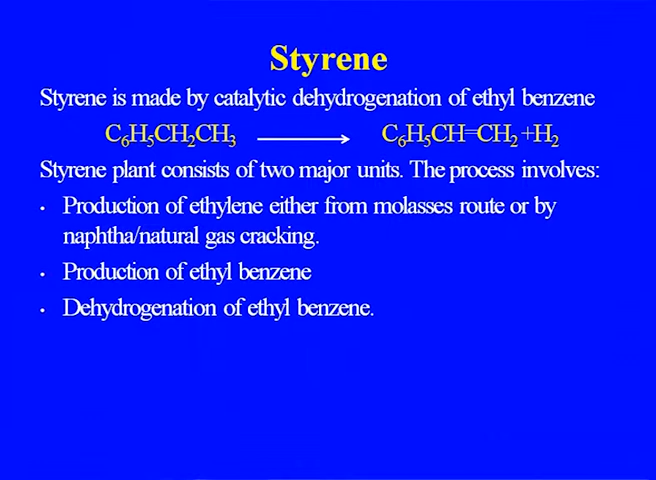 Styrene
Styrene is made by catalytic dehydrogenation of ethyl benzene
C₆H₅CH₂CH₃ ⟶ C₆H₅CH=CH₂ +H₂
Styrene plant consists of two major units. The process involves:
• Production of ethylene either from molasses route or by
naphtha/natural gas cracking.
• Production of ethyl benzene
• Dehydrogenation of ethyl benzene.